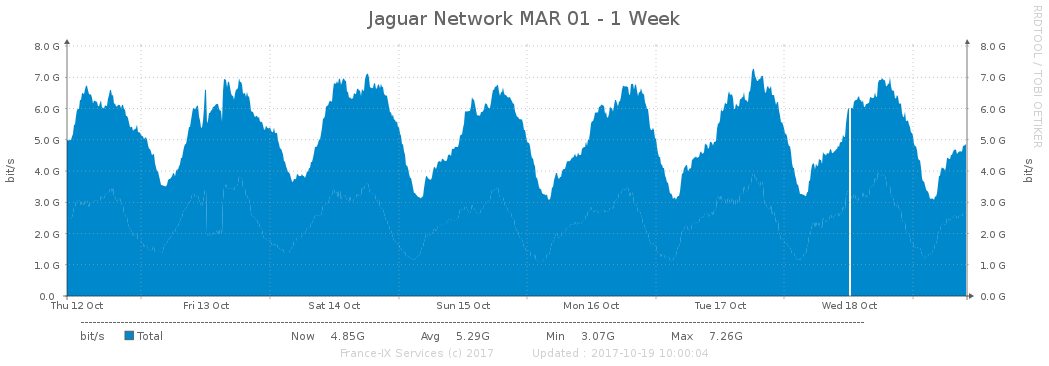 Jaguar Network MAR 01 - 1 Week
RRDTOOL / TOBI OETIKER
bit/s
8.0 G 8.0 G
7.0 G 7.0 G
6.0 G 6.0 G
5.0 G 5.0 G
4.0 G 4.0 G
3.0 G 3.0 G
2.0 G 2.0 G
1.0 G 1.0 G
0.0 0.0 G
bit/s
Thu 12 Oct Fri 13 Oct Sat 14 Oct Sun 15 Oct Mon 16 Oct Tue 17 Oct Wed 18 Oct
bit/s Total Now 4.85G Avg 5.29G Min 3.07G Max 7.26G
France-IX Services (c) 2017 Updated : 2017-10-19 10:00:04